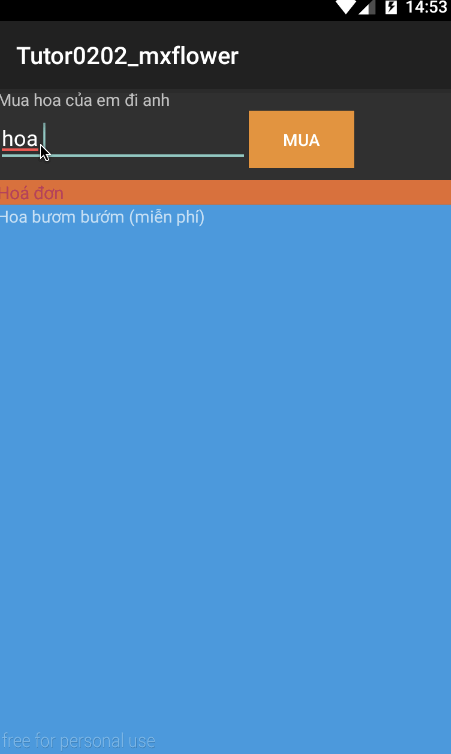 14:53
Tutor0202_mxflower
Mua hoa của em đi anh
hoa
MUA
Hoá đơn
Hoa bươm bướm (miễn phí)
free for personal use